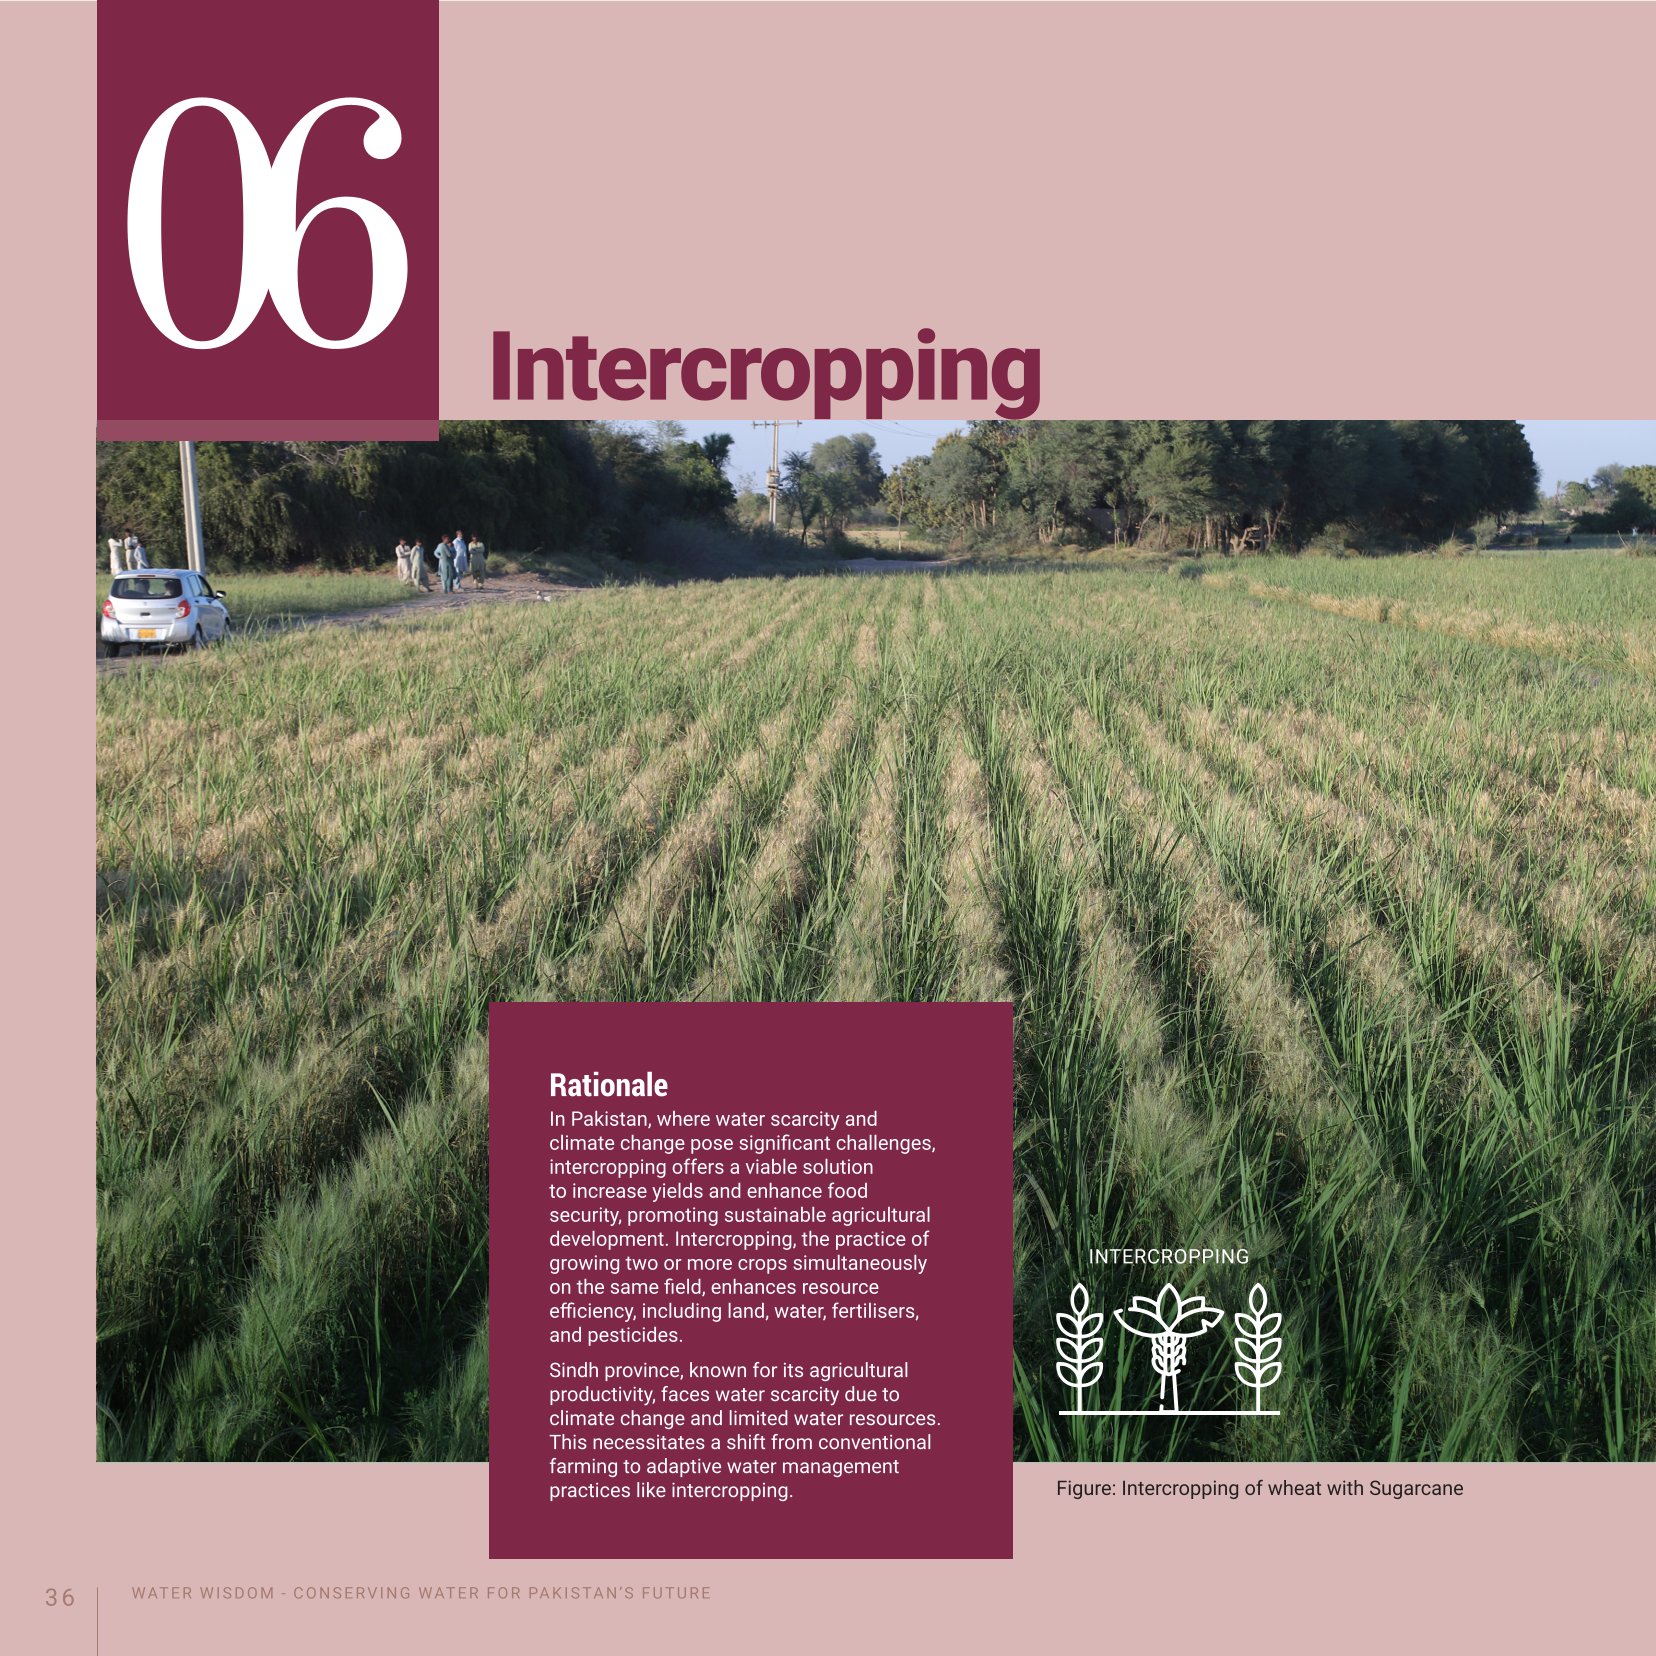 06
Intercropping
Rationale
In Pakistan, where water scarcity and
climate change pose significant challenges,
intercropping offers a viable solution
to increase yields and enhance food
security, promoting sustainable agricultural
development. Intercropping, the practice of
growing two or more crops simultaneously
on the same field, enhances resource
efficiency, including land, water, fertilisers,
and pesticides.
Sindh province, known for its agricultural
productivity, faces water scarcity due to
climate change and limited water resources.
This necessitates a shift from conventional
farming to adaptive water management
practices like intercropping.
INTERCROPPING
Figure: Intercropping of wheat with Sugarcane
36
WATER WISDOM - CONSERVING WATER FOR PAKISTAN'S FUTURE